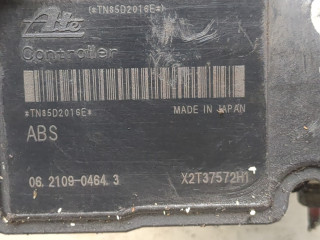 (*TN85D2016E*)
Ate
Controller
*TN85D2016E*
MADE IN JAPAN
ABS
06.2109-0464.3
X2T37572H1